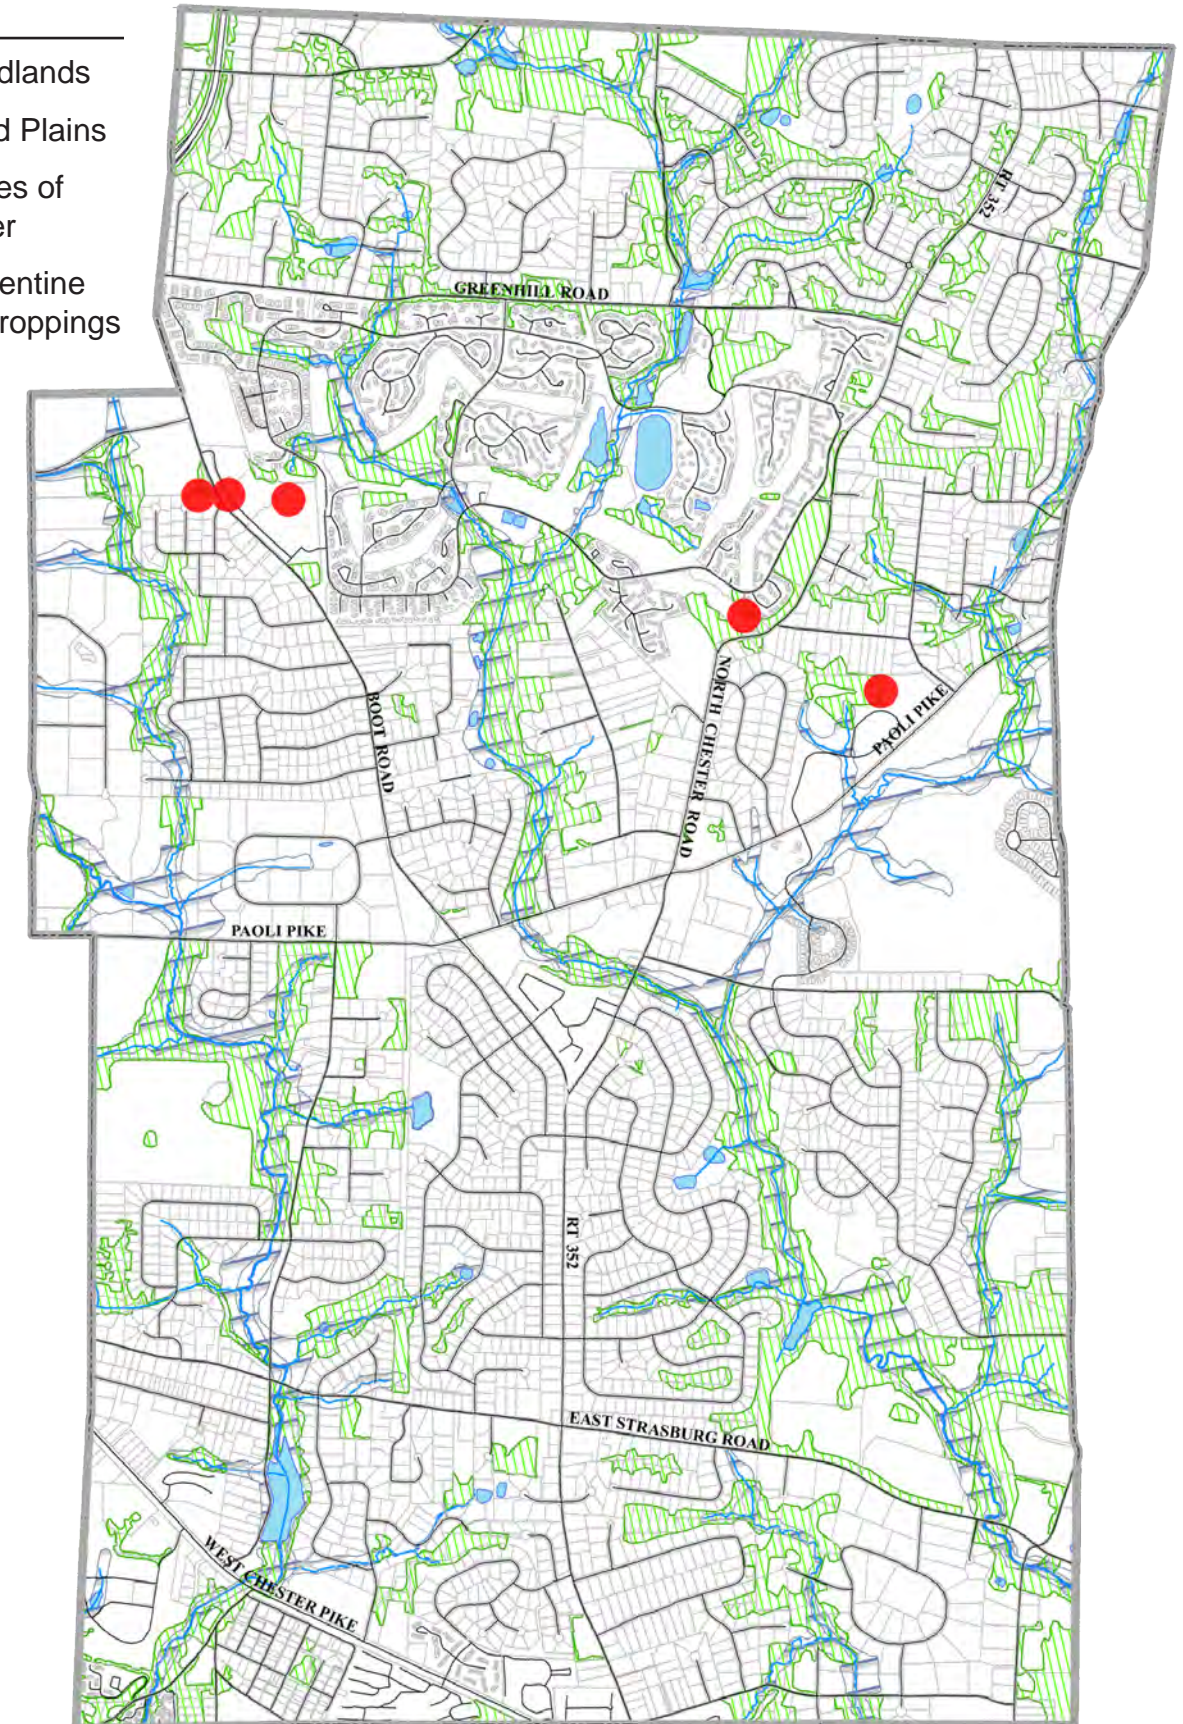 dlands
d Plains
es of
er
entine
roppings
RT 352
GREENHILL ROAD
NORTH CHESTER ROAD
PAOLI PIKE
BOOT ROAD
PAOLI PIKE
RT 352
EAST STRASBURG ROAD
WEST CHESTER PIKE